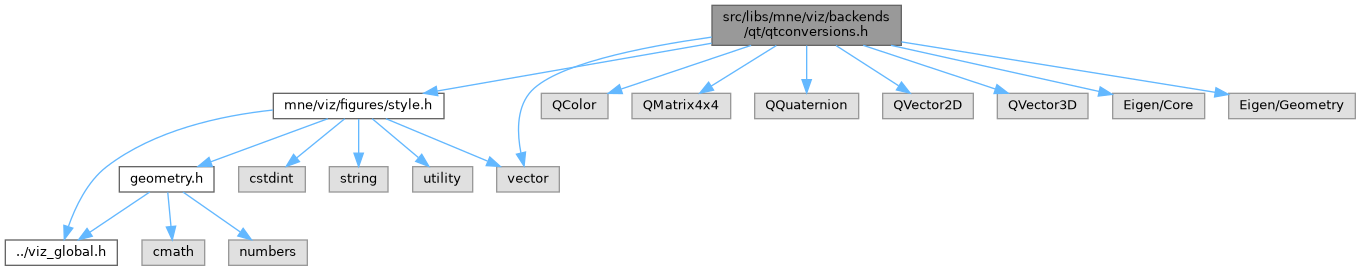 src/libs/mne/viz/backends
/qt/qtconversions.h
mne/viz/figures/style.h
QColor
QMatrix4x4
QQuaternion
QVector2D
QVector3D
Eigen/Core
Eigen/Geometry
geometry.h
cstdint
string
utility
vector
../viz_global.h
cmath
numbers